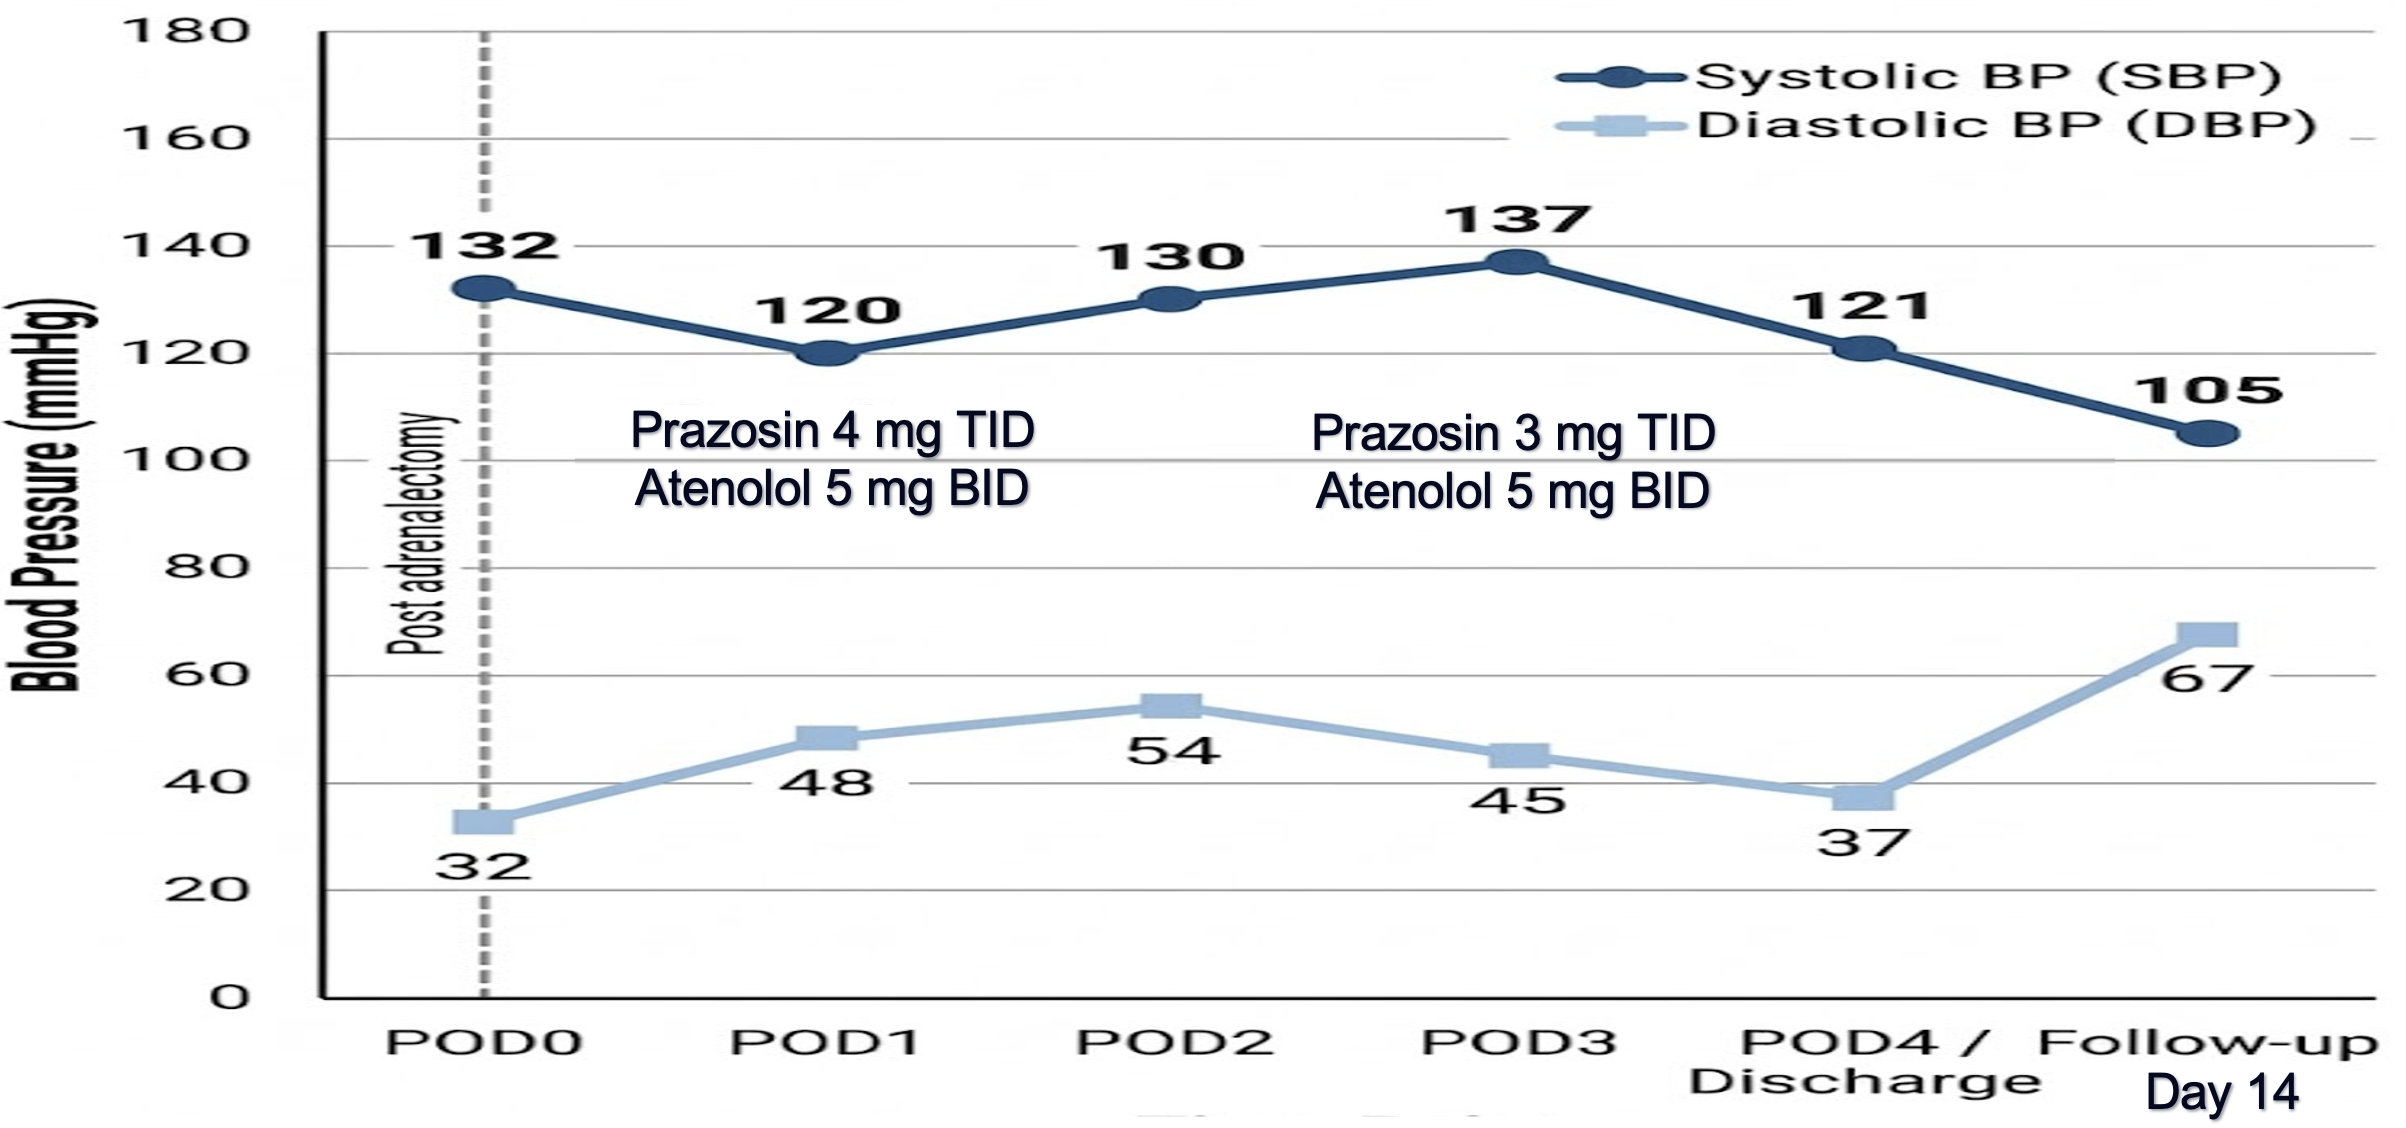 180
160
140
120
100
80
60
40
20
0
Blood Pressure (mmHg)
Systolic BP (SBP)
Diastolic BP (DBP)
Post adrenalectomy
132
120
130
137
121
105
Prazosin 4 mg TID
Atenolol 5 mg BID
Prazosin 3 mg TID
Atenolol 5 mg BID
32
48
54
45
37
67
POD0
POD1
POD2
POD3
POD4 /
Discharge
Follow-up
Day 14